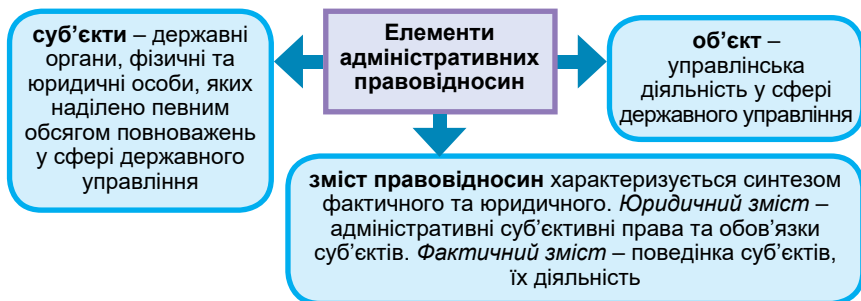 Елементи
адміністративних
правовідносин
суб’єкти – державні
органи, фізичні та
юридичні особи, яких
наділено певним
обсягом повноважень
у сфері державного
управління
об’єкт –
управлінська
діяльність у сфері
державного управління
зміст правовідносин характеризується синтезом
фактичного та юридичного. Юридичний зміст –
адміністративні суб’єктивні права та обов’язки
суб’єктів. Фактичний зміст – поведінка суб’єктів,
їх діяльність